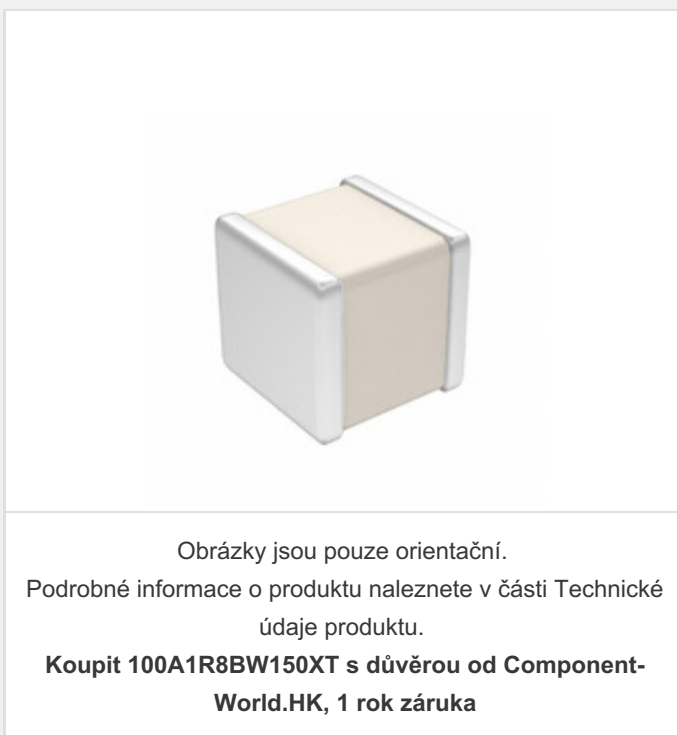 Obrázky jsou pouze orientační.
Podrobné informace o produktu naleznete v části Technické
údaje produktu.
Koupit 100A1R8BW150XT s důvěrou od Component-
World.HK, 1 rok záruka